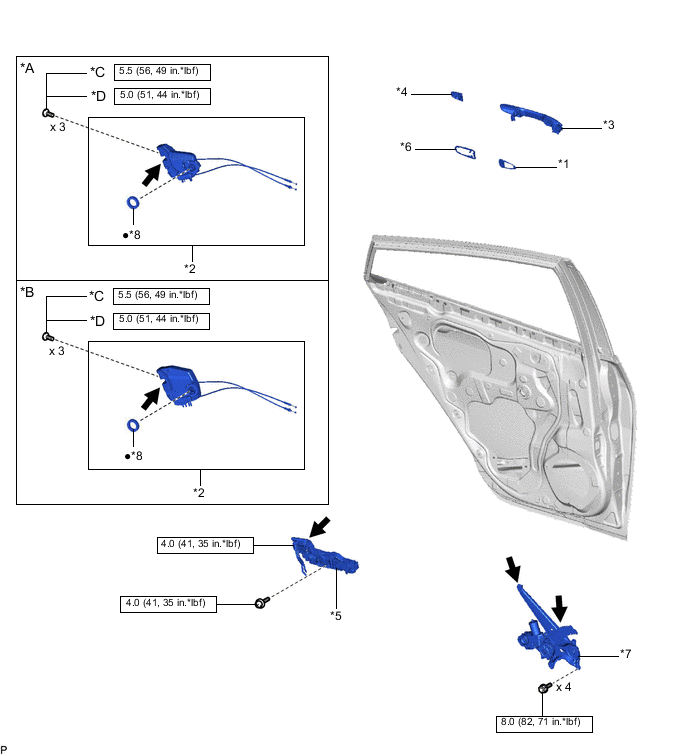 *A
*C
5.5 (56, 49 in.*lbf)
*D
5.0 (51, 44 in.*lbf)
x 3
●*8
*2
*4
*3
*6
*1
*B
*C
5.5 (56, 49 in.*lbf)
*D
5.0 (51, 44 in.*lbf)
x 3
●*8
*2
4.0 (41, 35 in.*lbf)
4.0 (41, 35 in.*lbf)
*5
*7
x 4
8.0 (82, 71 in.*lbf)
P